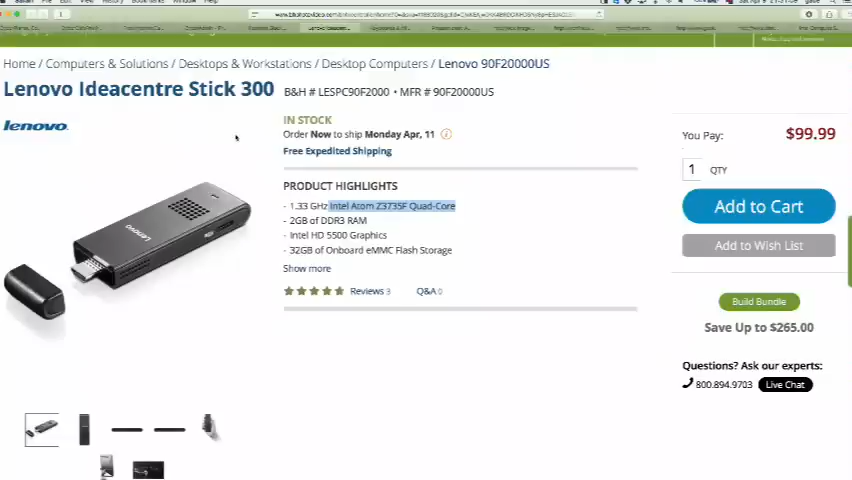 Home / Computers & Solutions / Desktops & Workstations / Desktop Computers / Lenovo 90F20000US
Lenovo Ideacentre Stick 300 B&H # LESPC90F2000 • MFR # 90F20000US
lenovo.
IN STOCK
Order Now to ship Monday Apr, 11
Free Expedited Shipping
PRODUCT HIGHLIGHTS
- 1.33 GHz Intel Atom Z3735F Quad-Core
- 2GB of DDR3 RAM
- Intel HD 5500 Graphics
- 32GB of Onboard eMMC Flash Storage
Show more
Reviews 3 Q&A 0
Lenovo
You Pay: $99.99
1 QTY
Add to Cart
Add to Wish List
Build Bundle
Save Up to $265.00
Questions? Ask our experts:
800.894.9703 Live Chat